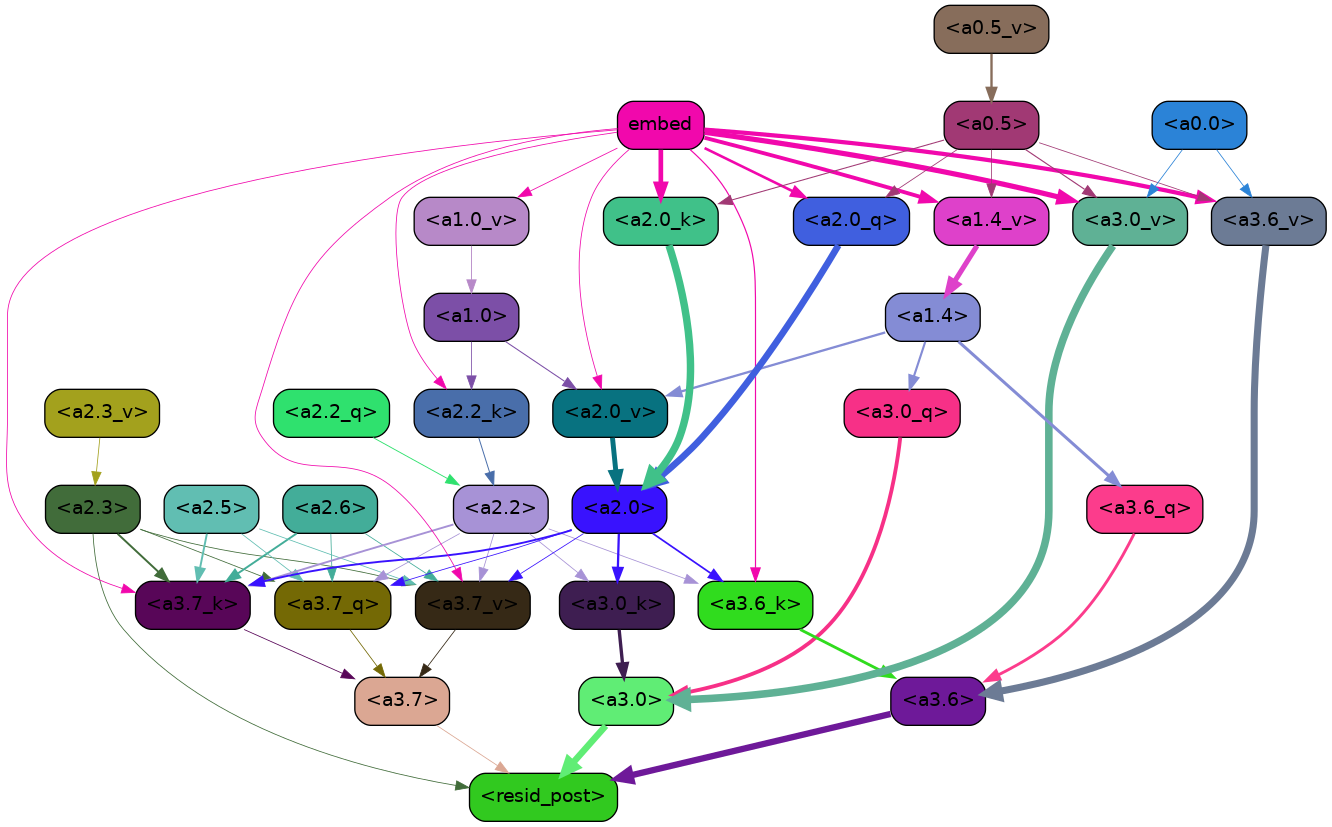 <a0.5_v>
embed
<a0.5>
<a0.0>
<a1.0_v>
<a2.0_k>
<a2.0_q>
<a1.4_v>
<a3.0_v>
<a3.6_v>
<a1.0>
<a1.4>
<a2.3_v>
<a2.2_q>
<a2.2_k>
<a2.0_v>
<a3.0_q>
<a2.3>
<a2.5>
<a2.6>
<a2.2>
<a2.0>
<a3.6_q>
<a3.7_k>
<a3.7_q>
<a3.7_v>
<a3.0_k>
<a3.6_k>
<a3.7>
<a3.0>
<a3.6>
<resid_post>